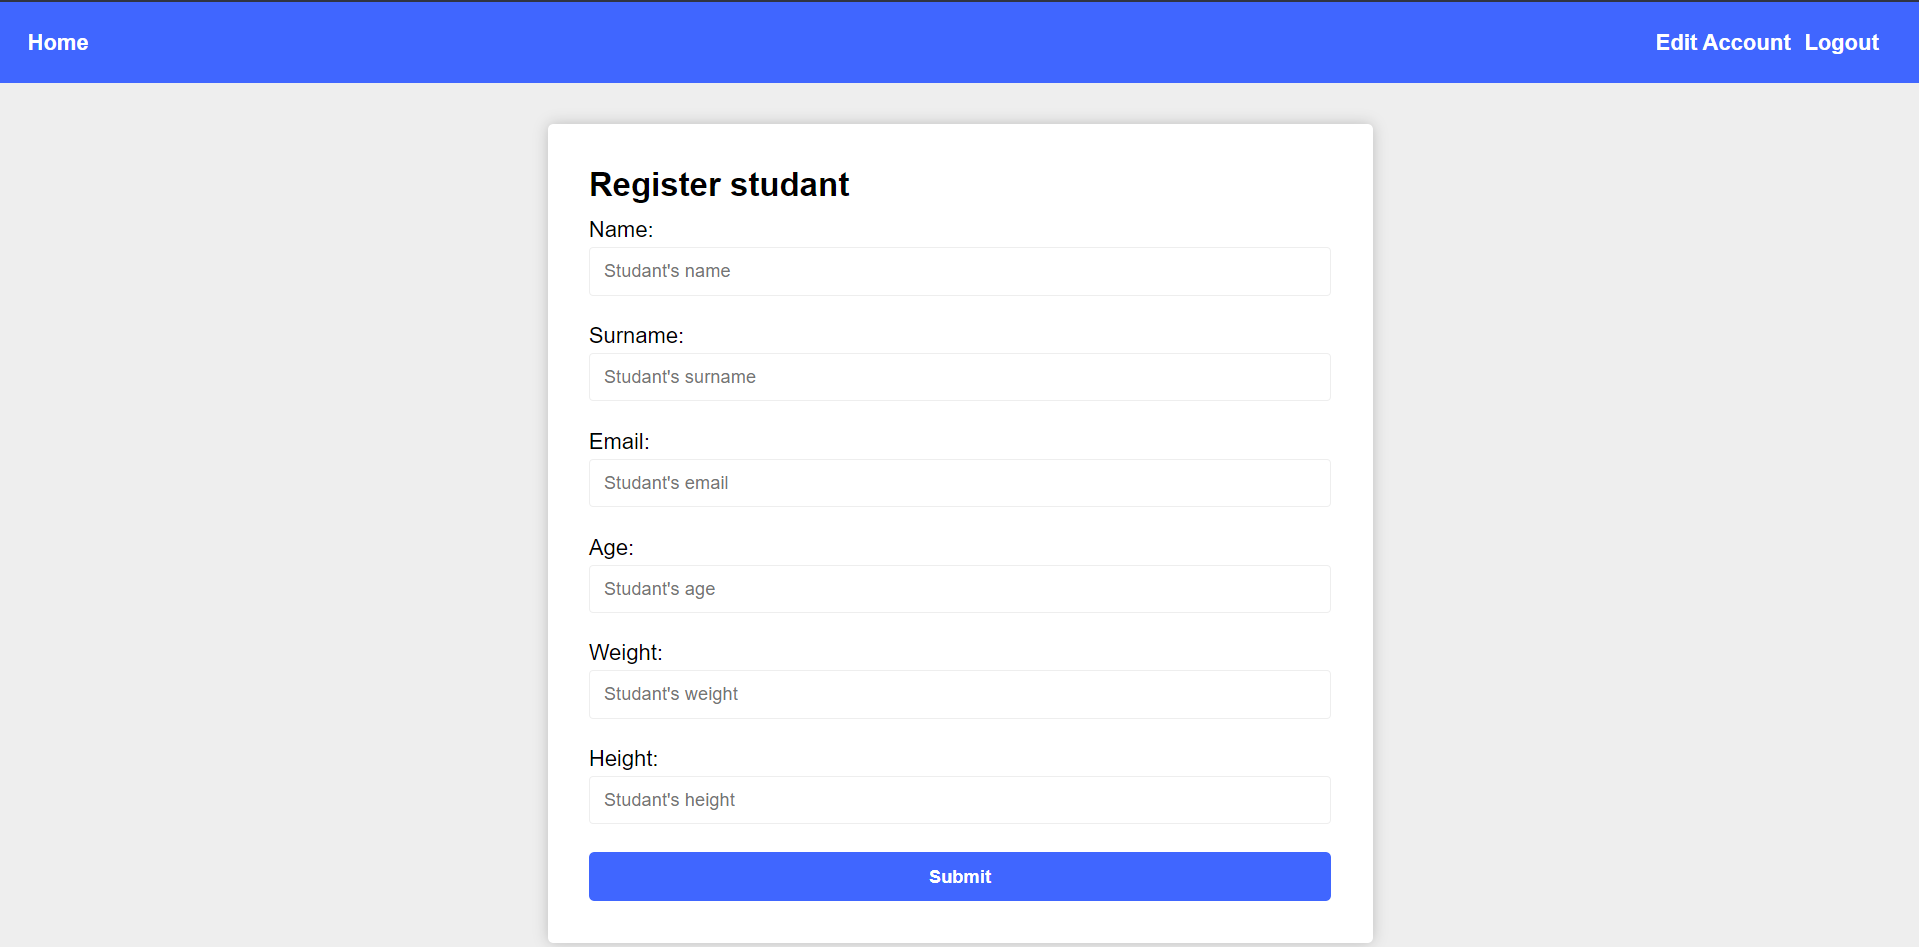 Home Edit Account Logout
Register studant
Name:
Studant's name
Surname:
Studant's surname
Email:
Studant's email
Age:
Studant's age
Weight:
Studant's weight
Height:
Studant's height
Submit